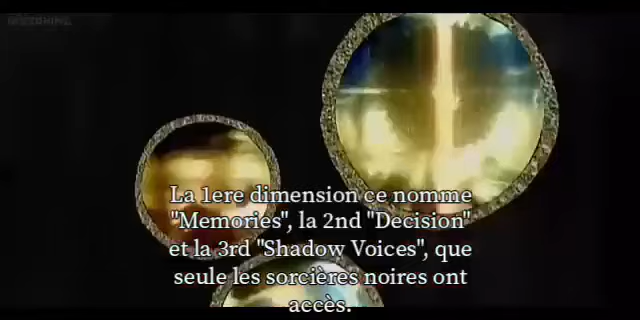 La 1ere dimension ce nomme
"Memories", la 2nd "Decision"
et la 3rd "Shadow Voices", que
seule les sorcières noires ont
accès.